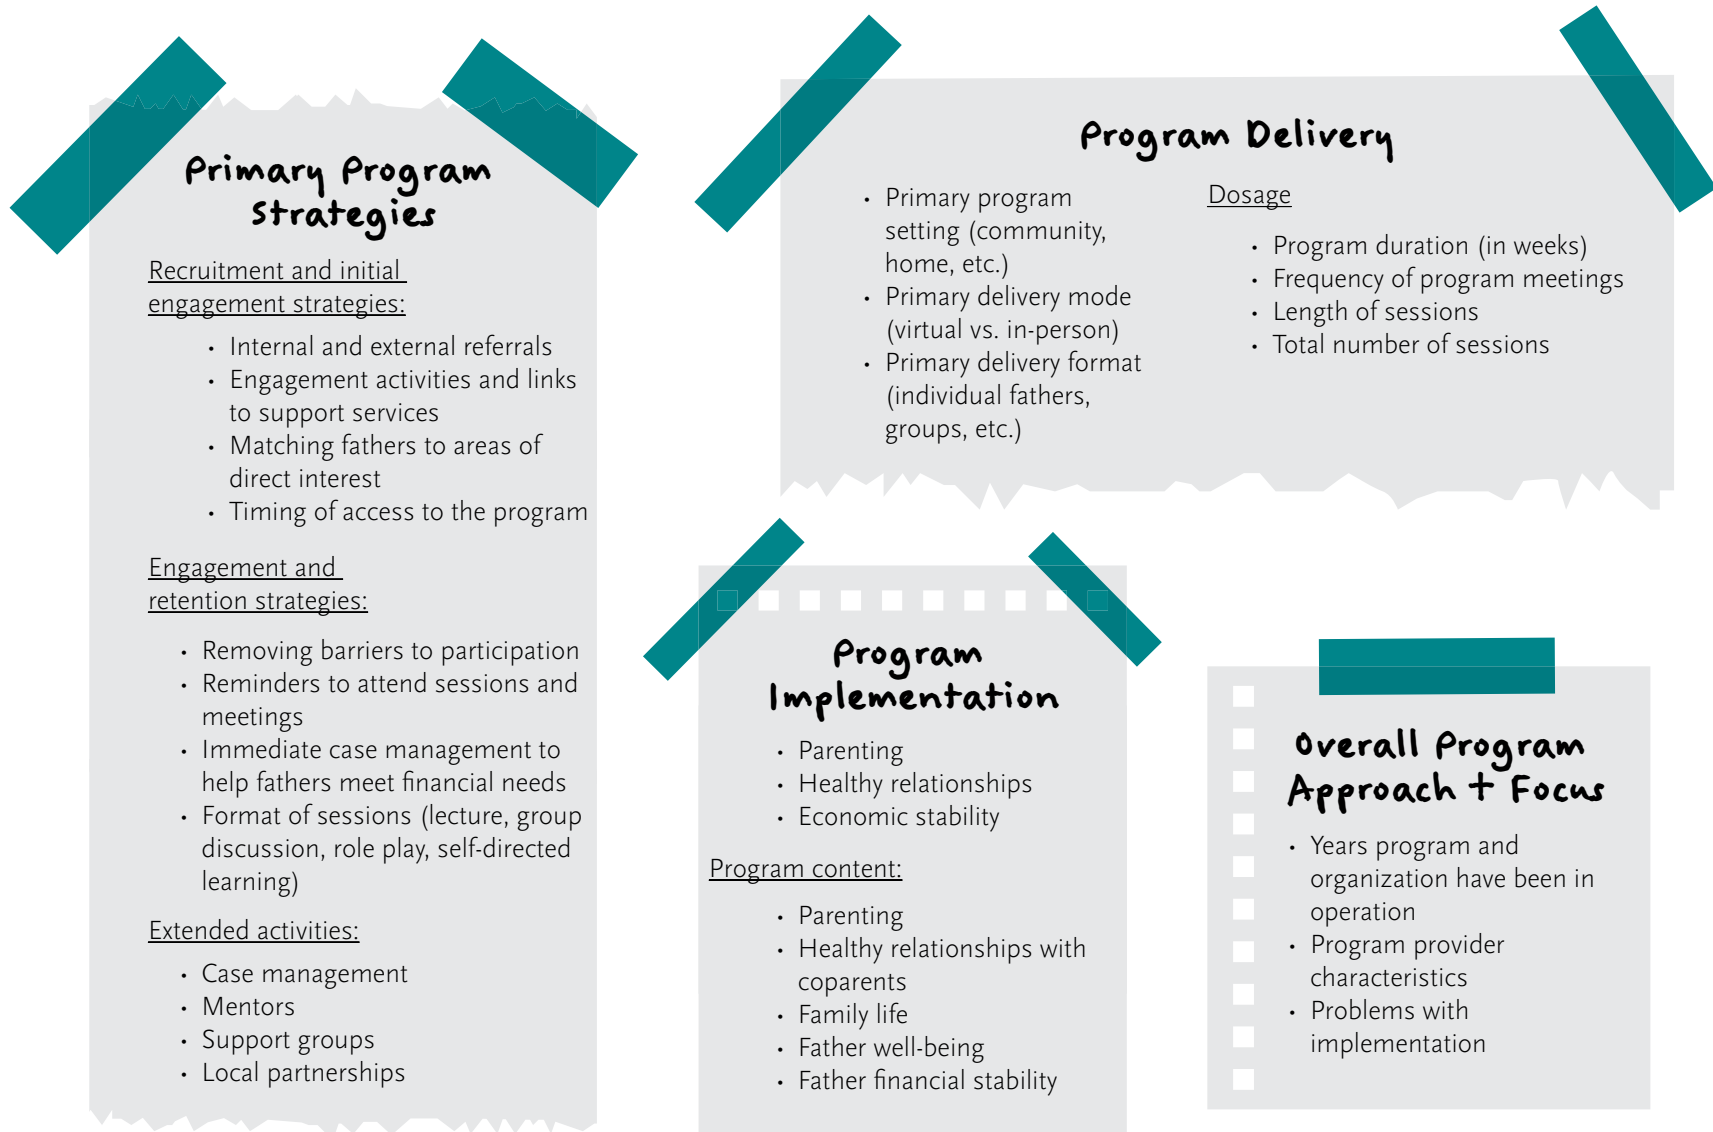 Primary Program
Strategies
Recruitment and initial
engagement strategies:
• Internal and external referrals
• Engagement activities and links
to support services
• Matching fathers to areas of
direct interest
• Timing of access to the program
Engagement and
retention strategies:
• Removing barriers to participation
• Reminders to attend sessions and
meetings
• Immediate case management to
help fathers meet financial needs
• Format of sessions (lecture, group
discussion, role play, self-directed
learning)
Extended activities:
• Case management
• Mentors
• Support groups
• Local partnerships
Program Delivery
• Primary program
setting (community,
home, etc.)
• Primary delivery mode
(virtual vs. in-person)
• Primary delivery format
(individual fathers,
groups, etc.)
Dosage
• Program duration (in weeks)
• Frequency of program meetings
• Length of sessions
• Total number of sessions
Program
Implementation
• Parenting
• Healthy relationships
• Economic stability
Program content:
• Parenting
• Healthy relationships with
coparents
• Family life
• Father well-being
• Father financial stability
Overall Program
Approach + Focus
• Years program and
organization have been in
operation
• Program provider
characteristics
• Problems with
implementation